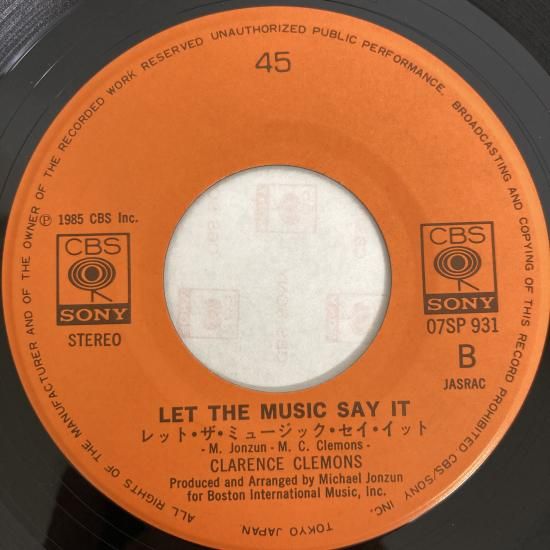 ALL RIGHTS OF THE MANUFACTURER AND OF THE OWNER OF THE RECORDED WORK RESERVED UNAUTHORIZED PUBLIC PERFORMANCE. BROADCASTING AND COPYING OF THIS RECORD PROHIBITED CBS/SONY INC. TOKYO JAPAN.
45
Ⓟ 1985 CBS Inc.
CBS
SONY
STEREO
CBS
SONY
07SP 931
B
JASRAC
CBS SONY
LET THE MUSIC SAY IT
レット・ザ・ミュージック・セイ・イット
- M. Jonzun - M. C. Clemons -
CLARENCE CLEMONS
Produced and Arranged by Michael Jonzun
for Boston International Music, Inc.